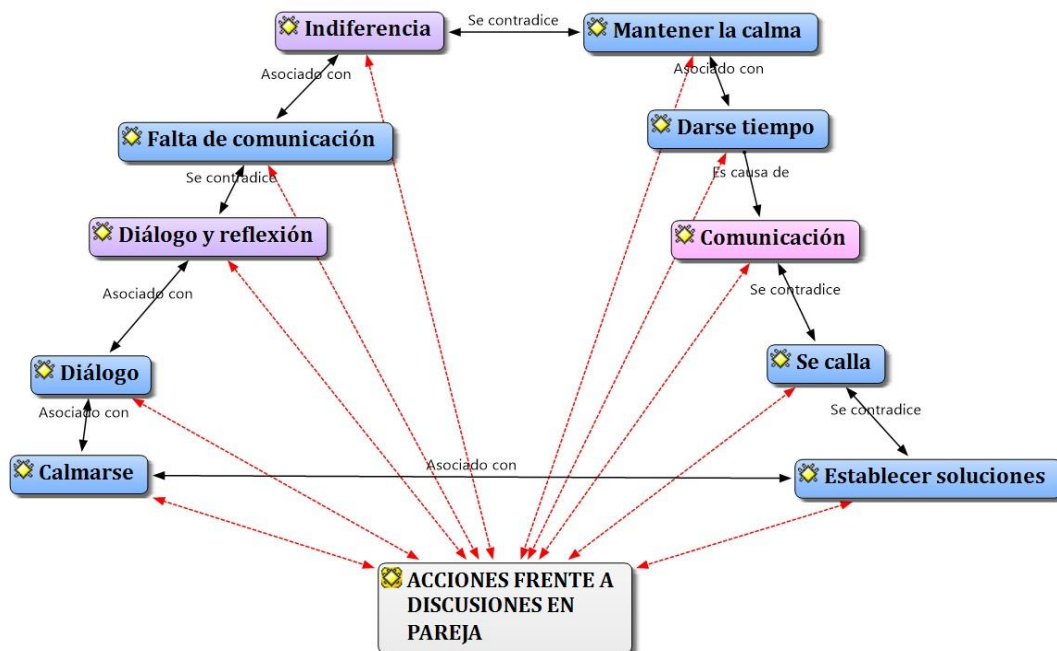 Indiferencia
Se contradice
Mantener la calma
Asociado con
Asociado con
Falta de comunicación
Darse tiempo
Se contradice
Es causa de
Diálogo y reflexión
Comunicación
Asociado con
Se contradice
Diálogo
Se calla
Asociado con
Se contradice
Calmarse
Asociado con
Establecer soluciones
ACCIONES FRENTE A
DISCUSIONES EN
PAREJA